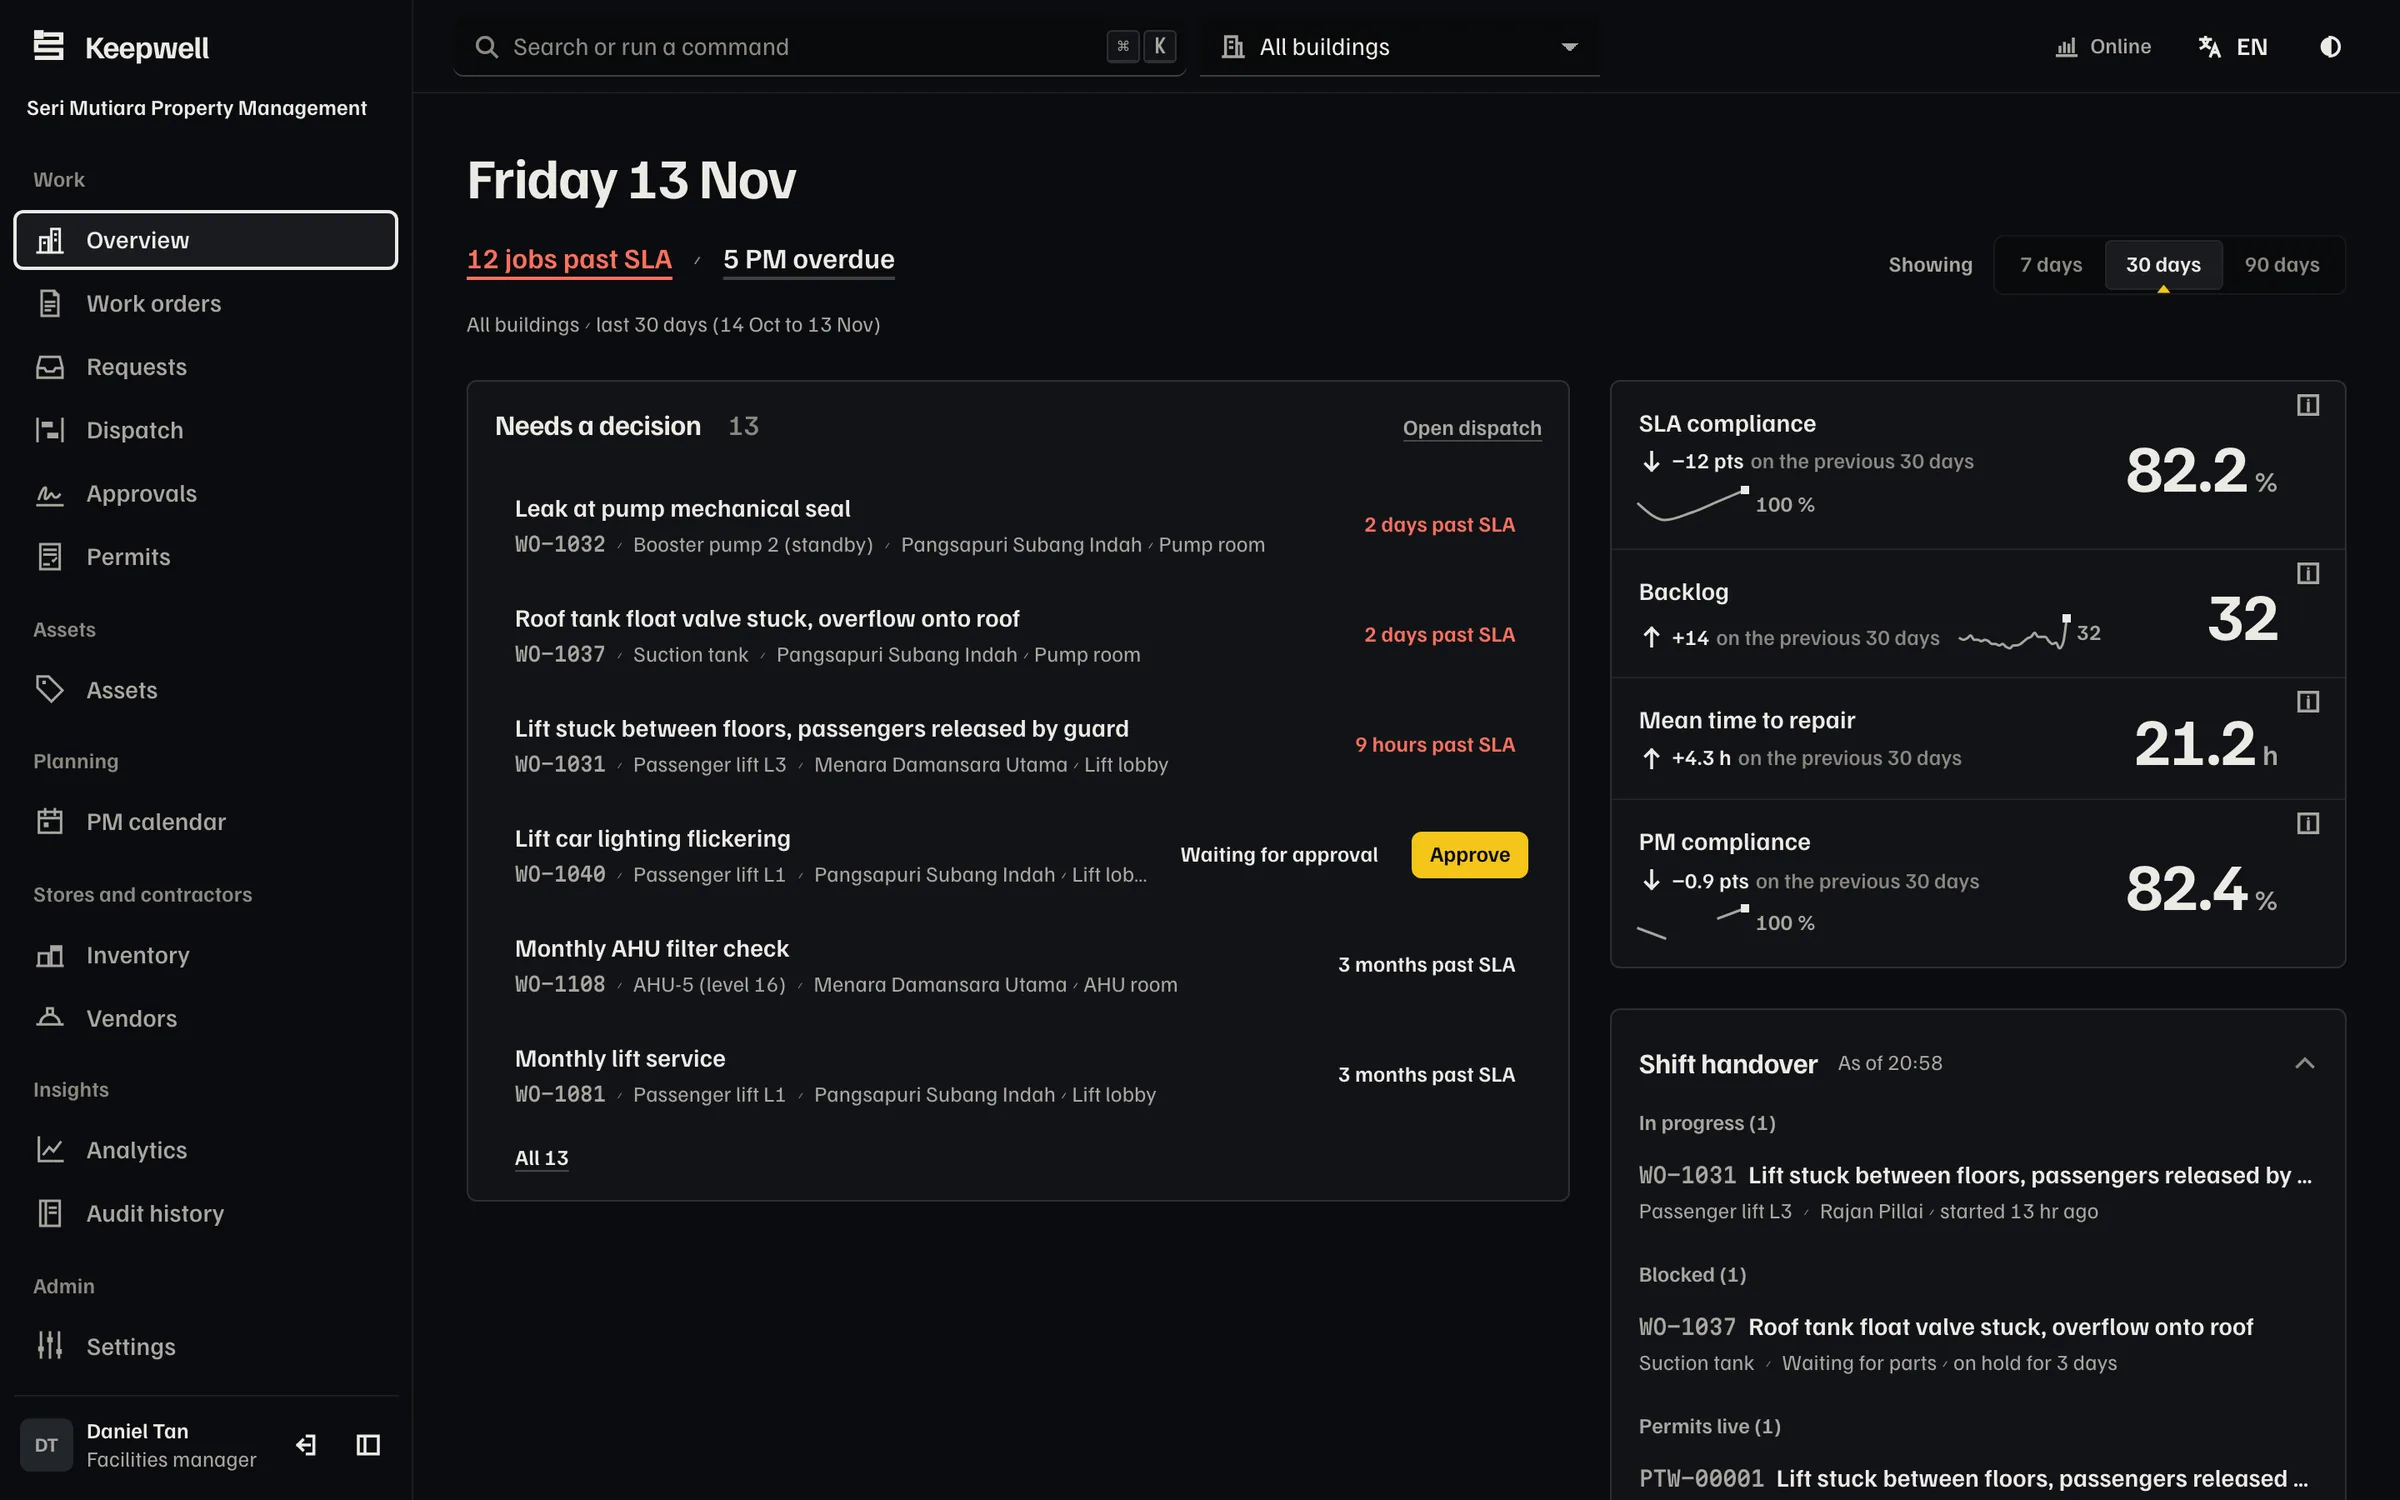 Keepwell
Seri Mutiara Property Management
Work
Overview
Work orders
Requests
Dispatch
Approvals
Permits
Assets
Assets
Planning
PM calendar
Stores and contractors
Inventory
Vendors
Insights
Analytics
Audit history
Admin
Settings
DT
Daniel Tan
Facilities manager
Search or run a command
⌘ K
All buildings
Online
EN
Friday 13 Nov
12 jobs past SLA / 5 PM overdue
Showing
7 days
30 days
90 days
All buildings / last 30 days (14 Oct to 13 Nov)
Needs a decision 13
Open dispatch
Leak at pump mechanical seal
WO-1032 / Booster pump 2 (standby) / Pangsapuri Subang Indah / Pump room
2 days past SLA
Roof tank float valve stuck, overflow onto roof
WO-1037 / Suction tank / Pangsapuri Subang Indah / Pump room
2 days past SLA
Lift stuck between floors, passengers released by guard
WO-1031 / Passenger lift L3 / Menara Damansara Utama / Lift lobby
9 hours past SLA
Lift car lighting flickering
WO-1040 / Passenger lift L1 / Pangsapuri Subang Indah / Lift lob...
Waiting for approval
Approve
Monthly AHU filter check
WO-1108 / AHU-5 (level 16) / Menara Damansara Utama / AHU room
3 months past SLA
Monthly lift service
WO-1081 / Passenger lift L1 / Pangsapuri Subang Indah / Lift lobby
3 months past SLA
All 13
SLA compliance
↓ −12 pts on the previous 30 days
100 %
82.2 %
Backlog
↑ +14 on the previous 30 days
32
32
Mean time to repair
↑ +4.3 h on the previous 30 days
21.2 h
PM compliance
↓ −0.9 pts on the previous 30 days
100 %
82.4 %
Shift handover As of 20:58
In progress (1)
WO-1031 Lift stuck between floors, passengers released by ...
Passenger lift L3 / Rajan Pillai / started 13 hr ago
Blocked (1)
WO-1037 Roof tank float valve stuck, overflow onto roof
Suction tank / Waiting for parts / on hold for 3 days
Permits live (1)
PTW-00001 Lift stuck between floors, passengers released ...